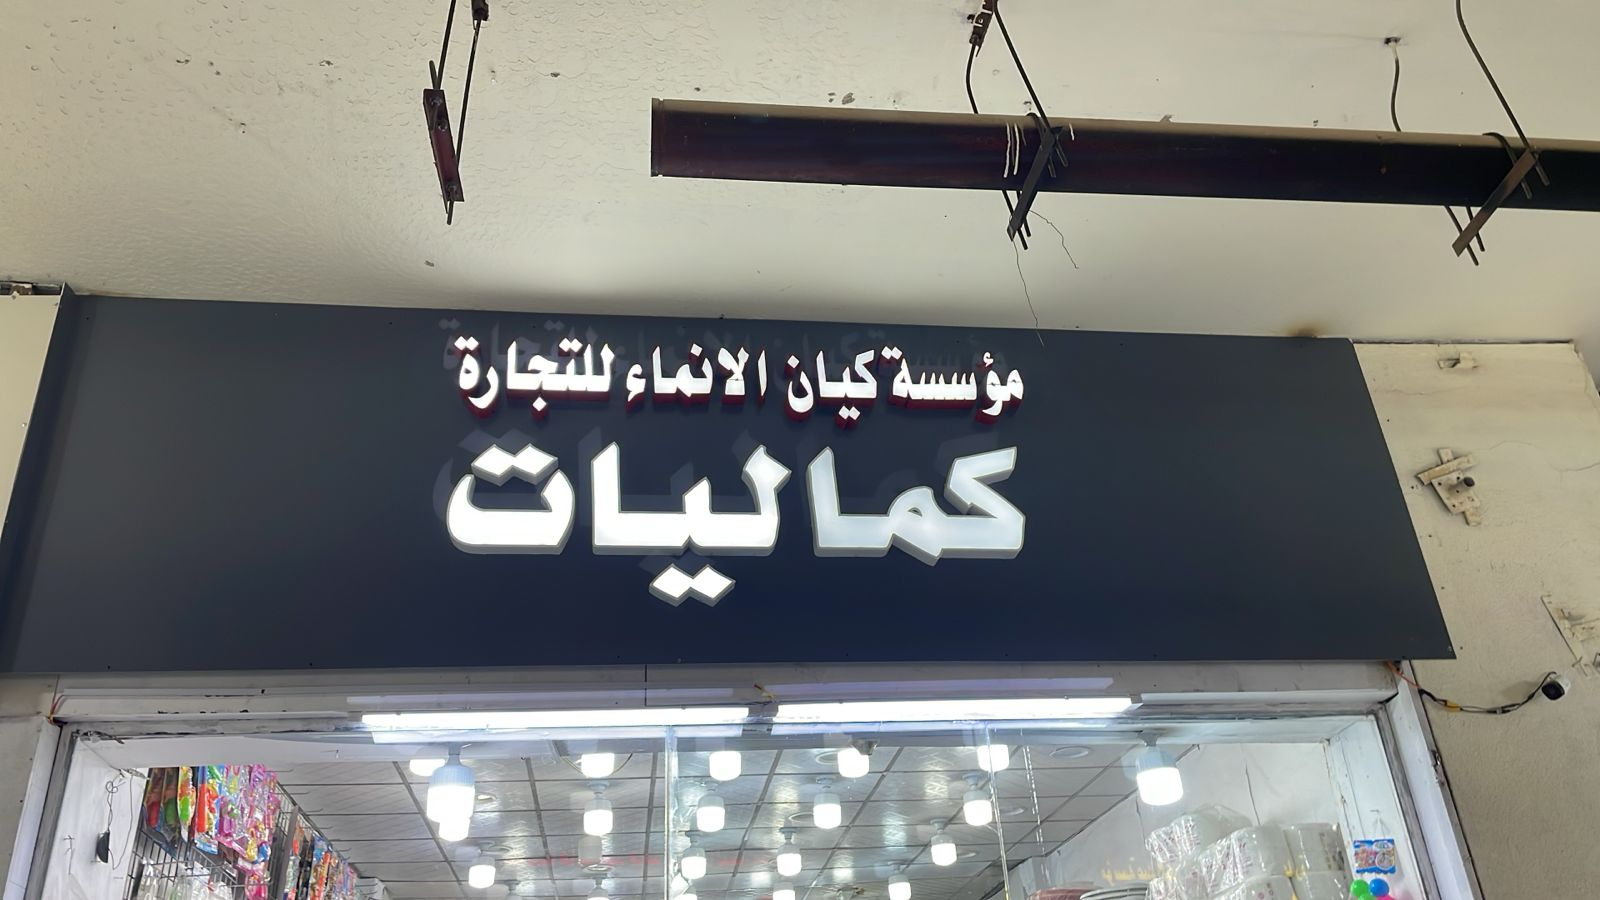 مؤسسة كيان الانماء للتجارة
كماليات